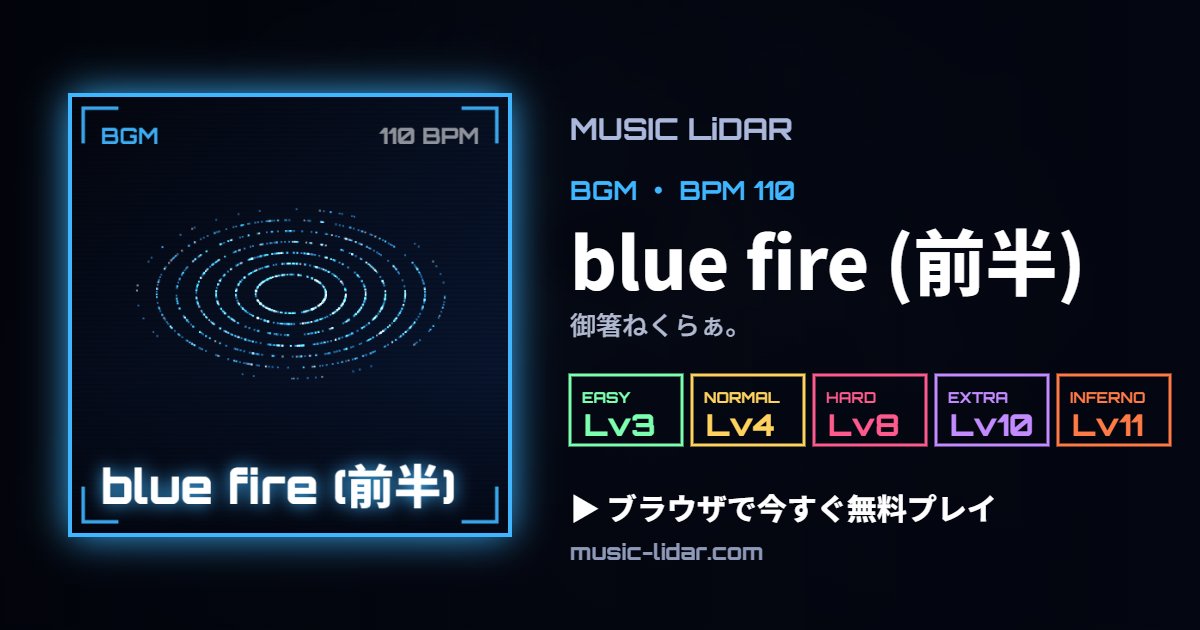 BGM
110 BPM
blue fire (前半)
MUSIC LiDAR
BGM ・ BPM 110
blue fire (前半)
御箸ねくらぁ。
EASY
Lv3
NORMAL
Lv4
HARD
Lv8
EXTRA
Lv10
INFERNO
Lv11
▶ ブラウザで今すぐ無料プレイ
music-lidar.com